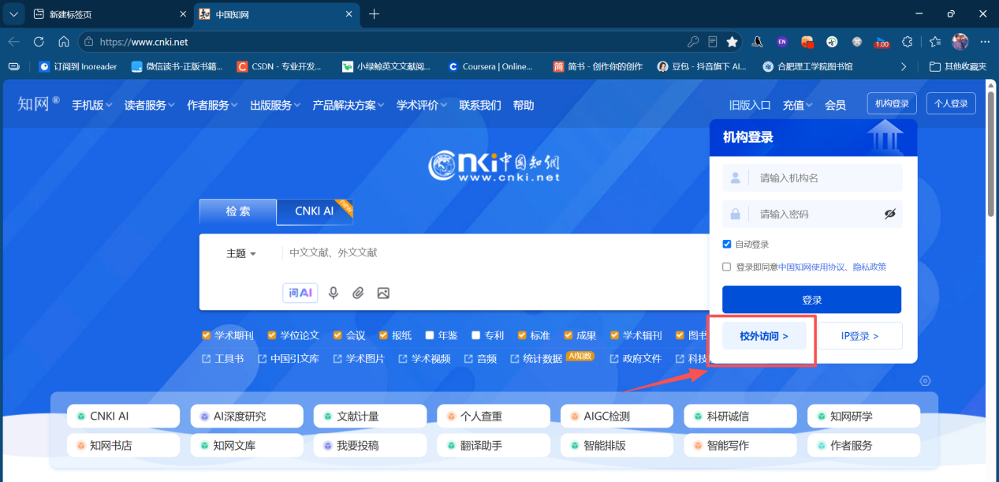 新建标签页
中国知网
https://www.cnki.net
EN
1.00
订阅到 Inoreader
微信读书-正版书籍...
CSDN - 专业开发...
小绿鲸英文文献阅...
Coursera | Online...
简书 - 创作你的创作
豆包 - 抖音旗下 AI...
合肥理工学院图书馆
其他收藏夹
知网®
手机版
读者服务
作者服务
出版服务
产品解决方案
学术评价
联系我们
帮助
旧版入口
充值
会员
机构登录
个人登录
机构登录
请输入机构名
请输入密码
自动登录
登录即同意中国知网使用协议、隐私政策
登录
校外访问 >
IP登录 >
cnki中国知网
www.cnki.net
检索
CNKI AI
new
主题
中文文献、外文文献
问AI
学术期刊
学位论文
会议
报纸
年鉴
专利
标准
成果
学术辑刊
图书
工具书
中国引文库
学术图片
学术视频
音频
统计数据
AI知数
政府文件
科技
CNKI AI
AI深度研究
文献计量
个人查重
AIGC检测
科研诚信
知网研学
知网书店
知网文库
我要投稿
翻译助手
智能排版
智能写作
作者服务